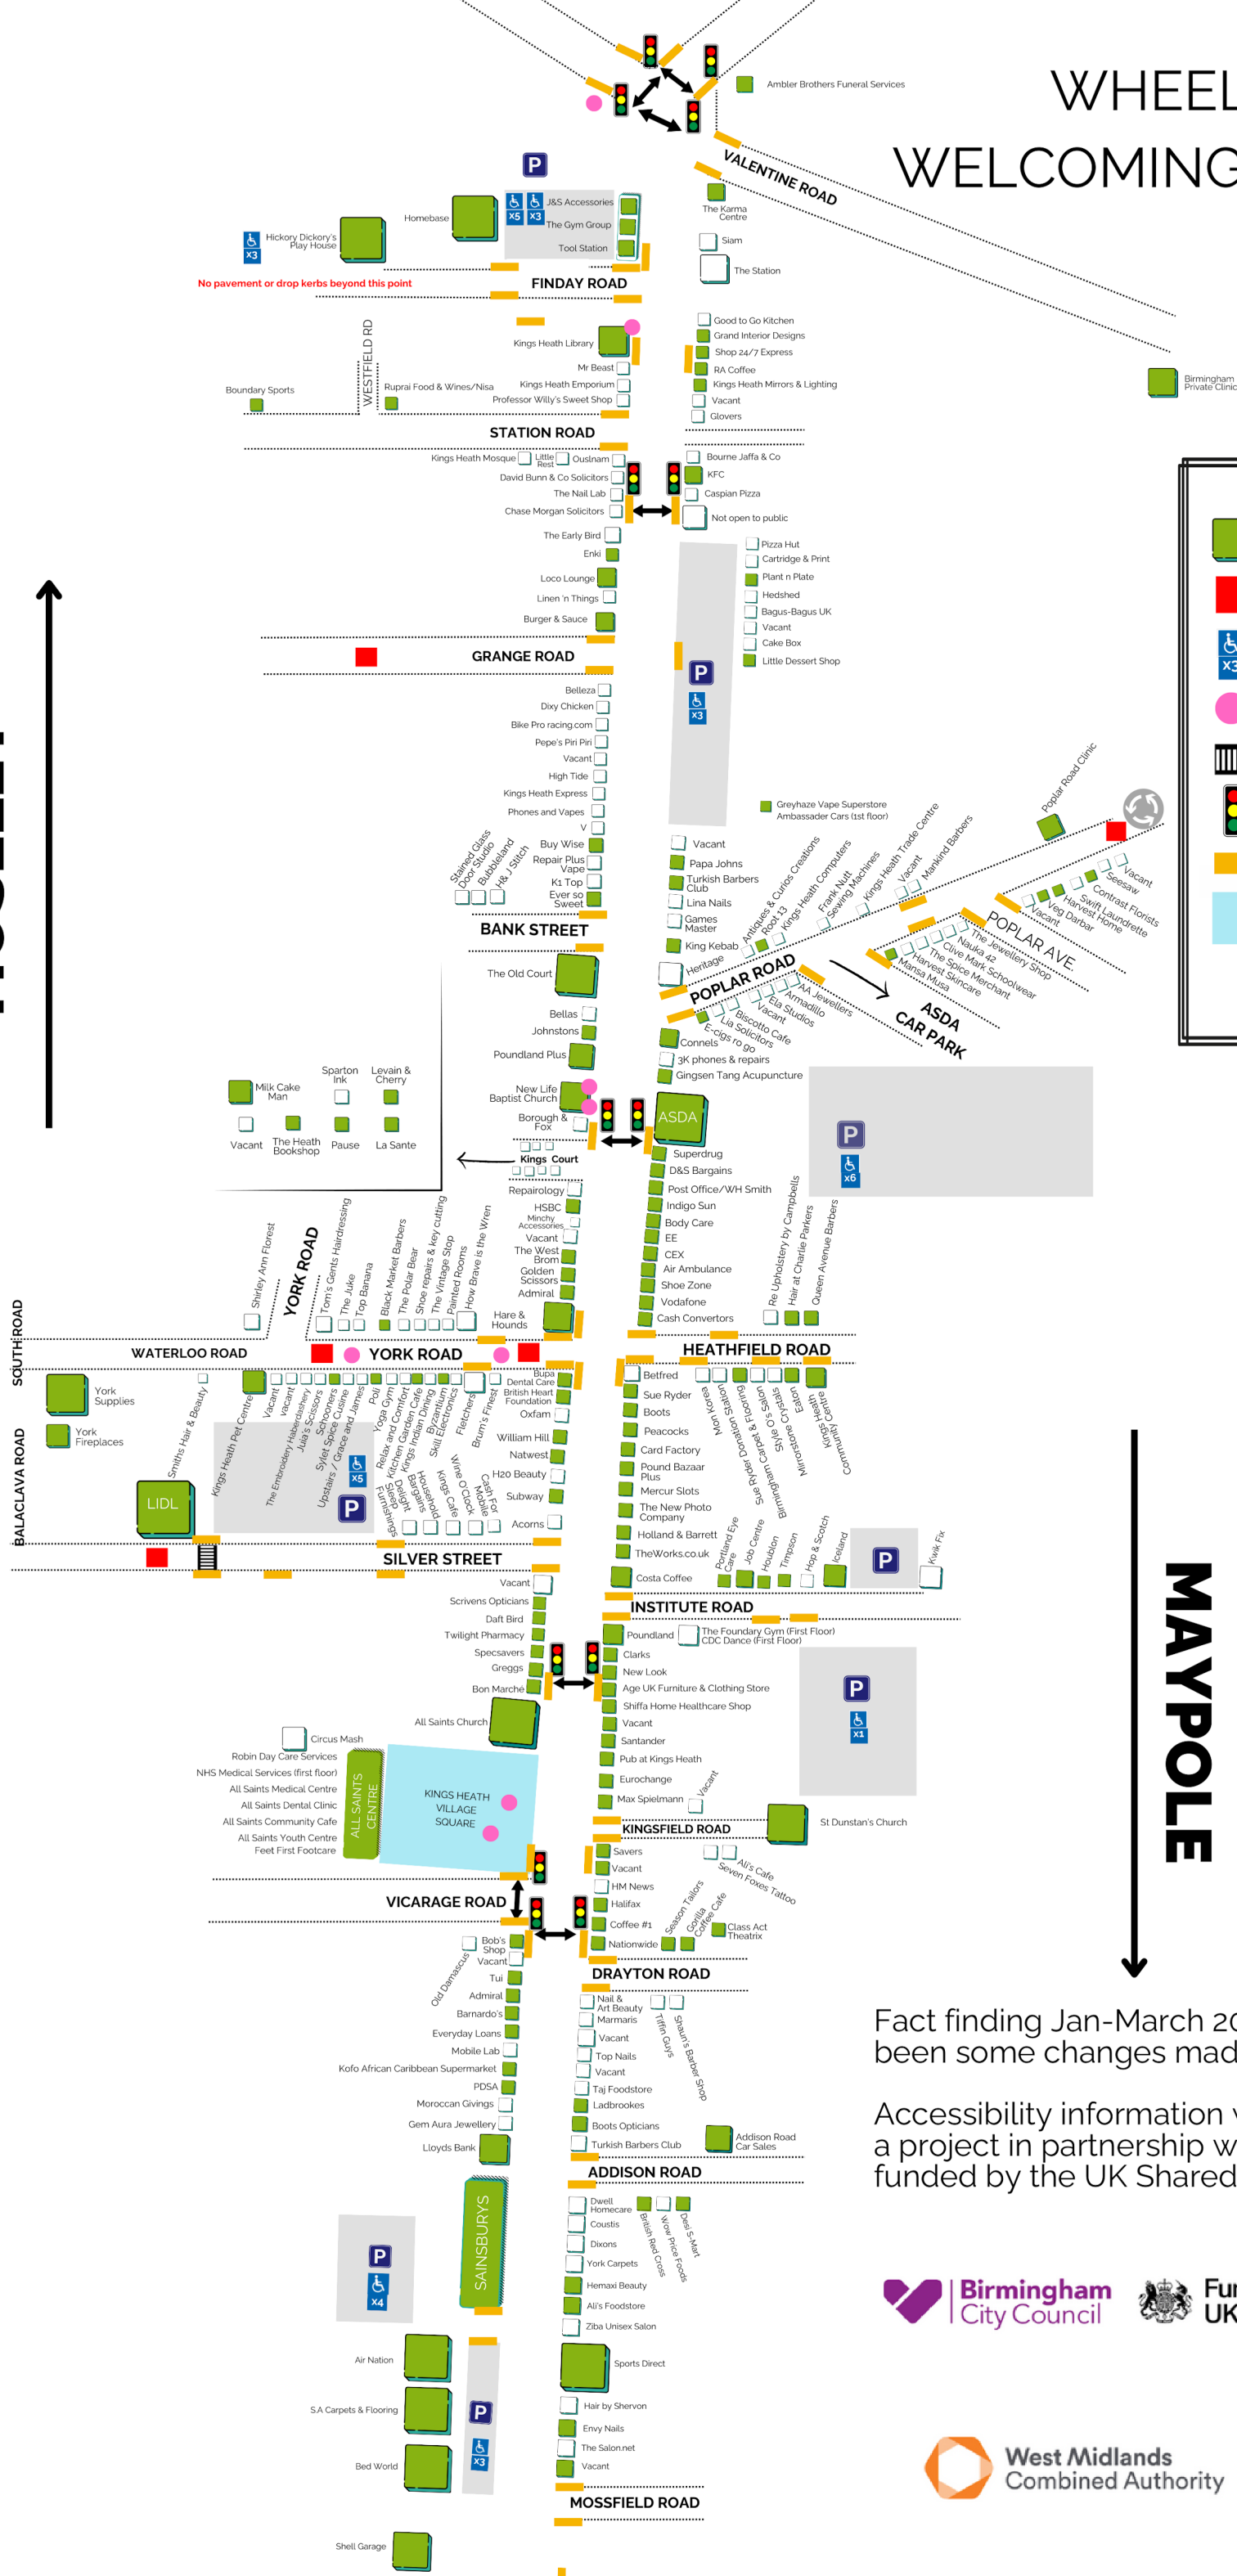 WHEEL
WELCOMING
Ambler Brothers Funeral Services
VALENTINE ROAD
P
The Karma
Centre
Siam
The Station
Homebase
x5
x3
J&S Accessories
The Gym Group
Tool Station
x3
Hickory Dickory's
Play House
No pavement or drop kerbs beyond this point
FINDAY ROAD
Kings Heath Library
Mr Beast
Kings Heath Emporium
Professor Willy's Sweet Shop
WESTFIELD RD
Boundary Sports
Ruprai Food & Wines/Nisa
Good to Go Kitchen
Grand Interior Designs
Shop 24/7 Express
RA Coffee
Kings Heath Mirrors & Lighting
Vacant
Glovers
Birmingham
Private Clinic
STATION ROAD
Kings Heath Mosque
Little
Rest
Ouslnam
David Bunn & Co Solicitors
The Nail Lab
Chase Morgan Solicitors
The Early Bird
Enki
Loco Lounge
Linen 'n Things
Burger & Sauce
Bourne Jaffa & Co
KFC
Caspian Pizza
Not open to public
Pizza Hut
Cartridge & Print
Plant n Plate
Hedshed
Bagus-Bagus UK
Vacant
Cake Box
Little Dessert Shop
P
x3
x3
GRANGE ROAD
Belleza
Dixy Chicken
Bike Pro racing.com
Pepe's Piri Piri
Vacant
High Tide
Kings Heath Express
Phones and Vapes
V
Buy Wise
Repair Plus
Vape
K1 Top
Ever so
Sweet
Stained Glass
Door Studio
Bubbleland
H& J Stitch
Greyhaze Vape Superstore
Ambassader Cars (1st floor)
Vacant
Papa Johns
Turkish Barbers
Club
Lina Nails
Games
Master
King Kebab
Heritage
Antiques & Curios Creations
Root 13
Kings Heath Computers
Frank Nutt
Sewing Machines
Kings Heath Trade Centre
Vacant
Mankind Barbers
Poplar Road Clinic
BANK STREET
POPLAR ROAD
POPLAR AVE.
Vacant
Veg Darbar
Harvest Home
Swift Laundrette
Contrast Florists
Seesaw
Vacant
Mansa Musa
Harvest Skincare
The Spice Merchant
Clive Mark Schoolwear
Nauka 42
The Jewellery Shop
E-cigs ro go
Lia Solicitors
Biscotto Cafe
Vacant
Ela Studios
Armadillo
AA Jewellers
ASDA
CAR PARK
The Old Court
Bellas
Johnstons
Poundland Plus
New Life
Baptist Church
Borough &
Fox
Kings Court
Connels
3K phones & repairs
Gingsen Tang Acupuncture
ASDA
P
x6
Milk Cake
Man
Sparton
Ink
Levain &
Cherry
Vacant
The Heath
Bookshop
Pause
La Sante
Repairology
HSBC
Minchy
Accessories
Vacant
The West
Brom
Golden
Scissors
Admiral
Hare &
Hounds
Superdrug
D&S Bargains
Post Office/WH Smith
Indigo Sun
Body Care
EE
CEX
Air Ambulance
Shoe Zone
Vodafone
Cash Convertors
Re Upholstery by Campbells
Hair at Charlie Parkers
Queen Avenue Barbers
Shirley Ann Florest
YORK ROAD
Tom's Gents Hairdressing
The Juke
Top Banana
Black Market Barbers
The Polar Bear
Shoe repairs & key cutting
The Vintage Stop
Painted Rooms
How Brave is the Wren
SOUTH ROAD
WATERLOO ROAD
YORK ROAD
HEATHFIELD ROAD
York
Supplies
York
Fireplaces
BALACLAVA ROAD
LIDL
Smiths Hair & Beauty
Kings Heath Pet Centre
Vacant
vacant
The Embroidery Haberdashery
Juia's Scissors
Schooners
Sylet Spice Cusine
Upstairs / Grace and James
Poli
Yoga Gym
Relax and Comfort
Kitchen Garden Cafe
Kings Indian Dining
Byzantium
Skill Electronics
Fletchers
Brum's Finest
P
x5
Sleep
Furnishings
Delight
Bargains
Household
Kings Cafe
Wine O'Clock
Cash For
Mobile
Bupa
Dental Care
British Heart
Foundation
Oxfam
William Hill
Natwest
H20 Beauty
Subway
Acorns
Betfred
Sue Ryder
Boots
Peacocks
Card Factory
Pound Bazaar
Plus
Mercur Slots
The New Photo
Company
Holland & Barrett
TheWorks.co.uk
Costa Coffee
Mon Korea
Station
Sue Ryder Donation Station
Birmingham Carpet & Flooring
Style O's Salon
Mirrorstone Crystals
Eaton
Kings Heath
Community Centre
Portland Eye
Care
Job Centre
Houblon
Timpson
Hop & Scotch
Iceland
P
Kwik Fix
SILVER STREET
INSTITUTE ROAD
Vacant
Scrivens Opticians
Daft Bird
Twilight Pharmacy
Specsavers
Greggs
Bon Marché
All Saints Church
Poundland
The Foundary Gym (First Floor)
CDC Dance (First Floor)
Clarks
New Look
Age UK Furniture & Clothing Store
Shiffa Home Healthcare Shop
Vacant
Santander
Pub at Kings Heath
Eurochange
Max Spielmann
Vacant
P
x1
MAYPOLE
Circus Mash
Robin Day Care Services
NHS Medical Services (first floor)
All Saints Medical Centre
All Saints Dental Clinic
All Saints Community Cafe
All Saints Youth Centre
Feet First Footcare
ALL SAINTS
CENTRE
KINGS HEATH
VILLAGE
SQUARE
KINGSFIELD ROAD
St Dunstan's Church
Savers
Vacant
HM News
Halifax
Coffee #1
Nationwide
Ali's Cafe
Seven Foxes Tattoo
Season Tailors
Gorilla
Coffee Cafe
Class Act
Theatrix
VICARAGE ROAD
DRAYTON ROAD
Old Damascus
Bob's
Shop
Vacant
Tui
Admiral
Barnardo's
Everyday Loans
Mobile Lab
Kofo African Caribbean Supermarket
PDSA
Moroccan Givings
Gem Aura Jewellery
Lloyds Bank
Nail &
Art Beauty
Marmaris
Vacant
Top Nails
Vacant
Taj Foodstore
Ladbrookes
Boots Opticians
Turkish Barbers Club
Tiffin Guys
Shaun's Barber Shop
Addison Road
Car Sales
Fact finding Jan-March 20
been some changes mad
Accessibility information
a project in partnership w
funded by the UK Shared
ADDISON ROAD
SAINSBURYS
P
x4
Dwell
Homecare
Coustis
Dixons
York Carpets
Hemaxi Beauty
Ali's Foodstore
Ziba Unisex Salon
British Red Cross
Wow Price Foods
Desi S-Mart
Birmingham
City Council
Fu
UK
Air Nation
S.A Carpets & Flooring
Bed World
P
x3
Sports Direct
Hair by Shervon
Envy Nails
The Salon.net
Vacant
West Midlands
Combined Authority
MOSSFIELD ROAD
Shell Garage